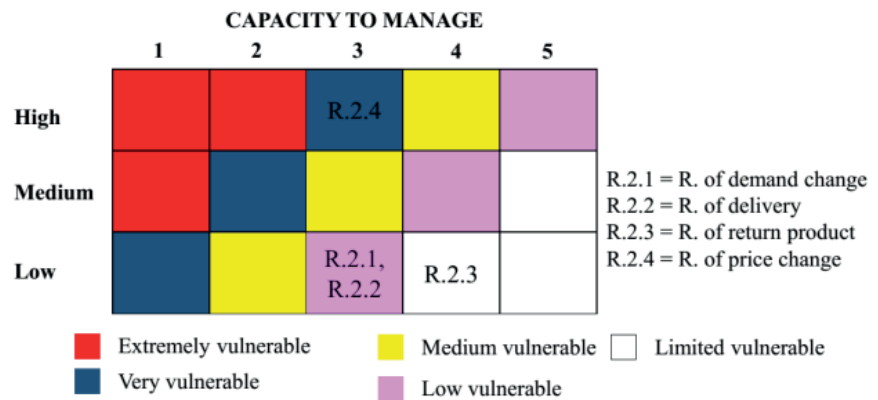 CAPACITY TO MANAGE
1 2 3 4 5
High
R.2.4
Medium
Low
R.2.1,
R.2.2
R.2.3
R.2.1 = R. of demand change
R.2.2 = R. of delivery
R.2.3 = R. of return product
R.2.4 = R. of price change
Extremely vulnerable
Medium vulnerable
Limited vulnerable
Very vulnerable
Low vulnerable